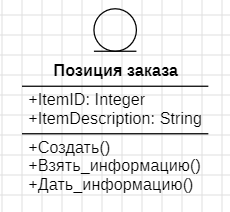 Позиция заказа
+ItemID: Integer
+ItemDescription: String
+Создать()
+Взять_информацию()
+Дать_информацию()